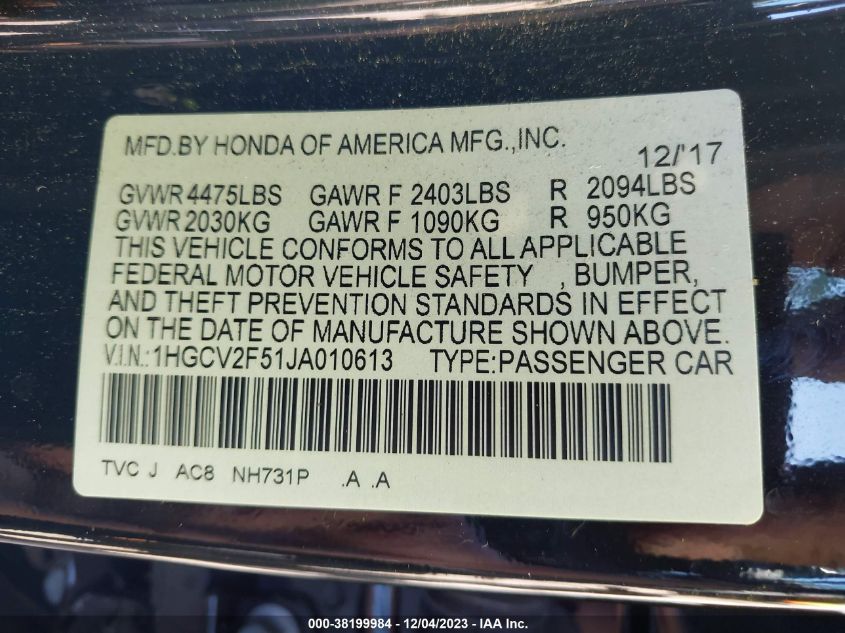 MFD.BY HONDA OF AMERICA MFG.,INC. 12/'17
GVWR 4475LBS GAWR F 2403LBS R 2094LBS
GVWR 2030KG GAWR F 1090KG R 950KG
THIS VEHICLE CONFORMS TO ALL APPLICABLE
FEDERAL MOTOR VEHICLE SAFETY , BUMPER,
AND THEFT PREVENTION STANDARDS IN EFFECT
ON THE DATE OF MANUFACTURE SHOWN ABOVE.
V.I.N.:1HGCV2F51JA010613 TYPE:PASSENGER CAR
TVC J AC8 NH731P .A .A
000-38199984 - 12/04/2023 - IAA Inc.